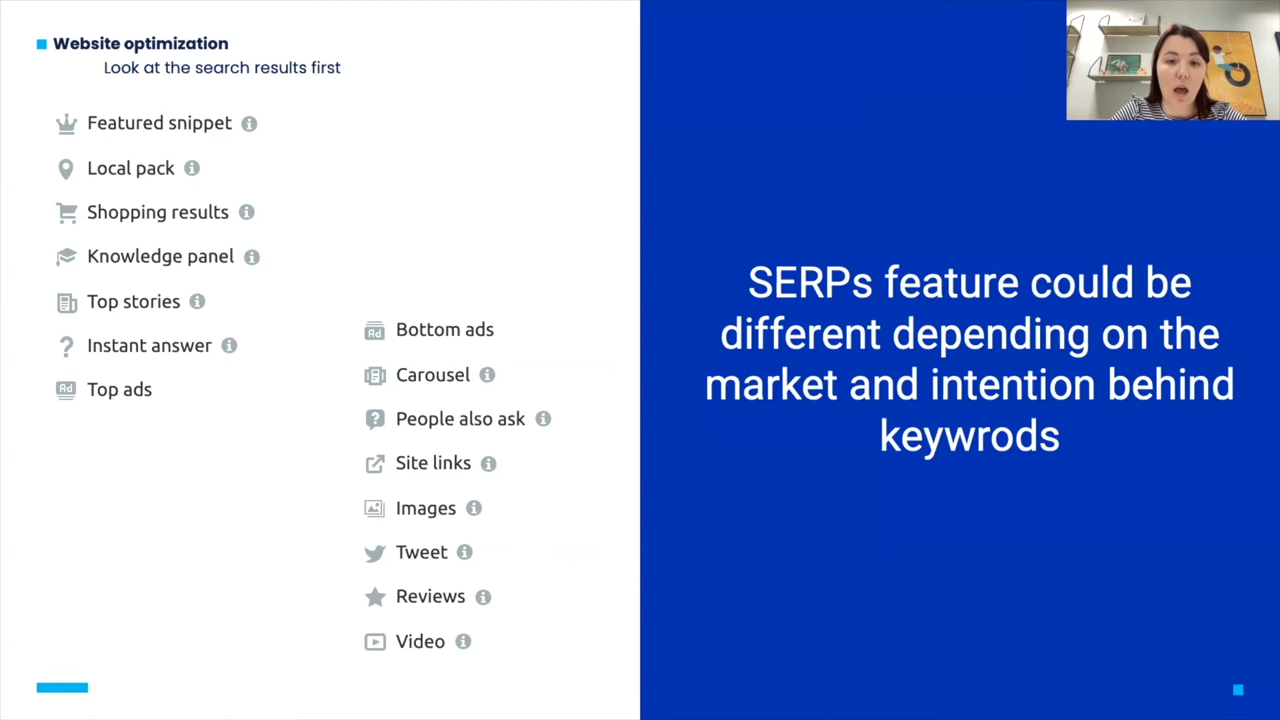 Website optimization
Look at the search results first
Featured snippet
Local pack
Shopping results
Knowledge panel
Top stories
Instant answer
Ad Top ads
Ad Bottom ads
Carousel
People also ask
Site links
Images
Tweet
Reviews
Video
SERPs feature could be
different depending on the
market and intention behind
keywrods